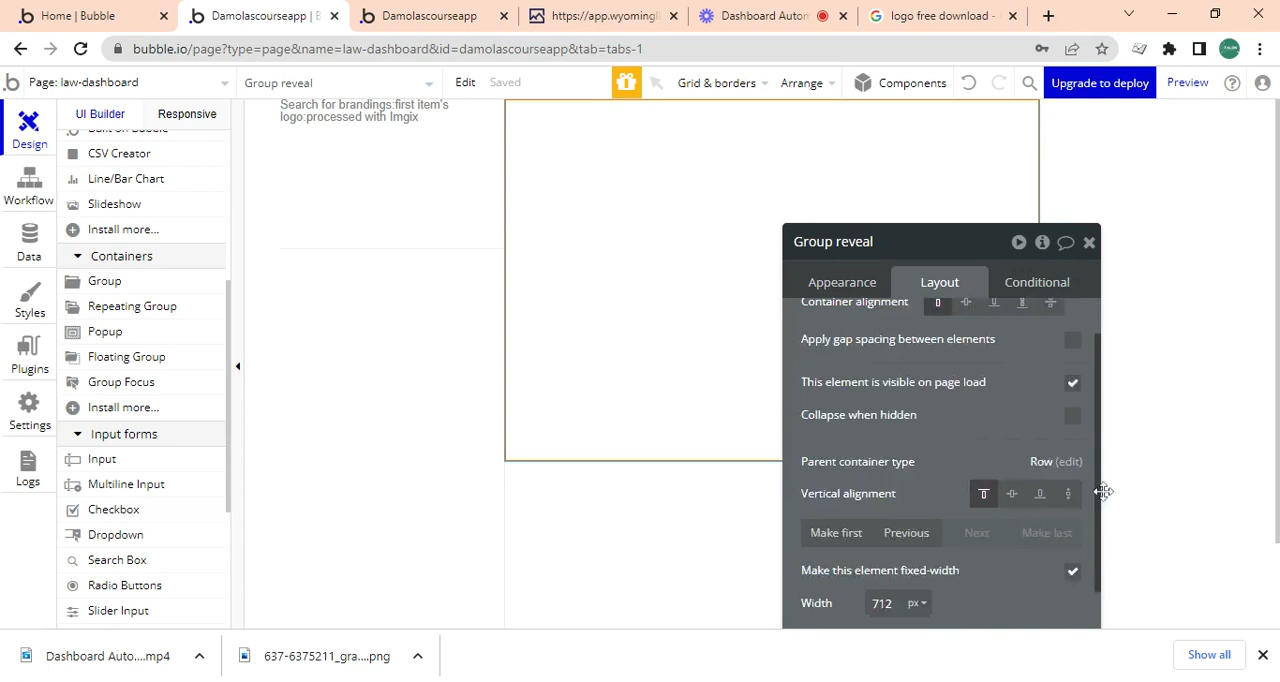 Home | Bubble
Damolascourseapp | B
Damolascourseapp
https://app.wyomingl
Dashboard Autom
logo free download -
bubble.io/page?type=page&name=law-dashboard&id=damolascourseapp&tab=tabs-1
Page: law-dashboard
Group reveal
Edit
Saved
Grid & borders
Arrange
Components
Upgrade to deploy
Preview
UI Builder
Responsive
Design
Workflow
Data
Styles
Plugins
Settings
Logs
Built on Bubble
CSV Creator
Line/Bar Chart
Slideshow
Install more...
Containers
Group
Repeating Group
Popup
Floating Group
Group Focus
Install more...
Input forms
Input
Multiline Input
Checkbox
Dropdown
Search Box
Radio Buttons
Slider Input
Search for brandings:first item's
logo:processed with Imgix
Group reveal
Appearance
Layout
Conditional
Container alignment
Apply gap spacing between elements
This element is visible on page load
Collapse when hidden
Parent container type
Row (edit)
Vertical alignment
Make first
Previous
Next
Make last
Make this element fixed-width
Width
712
px
Dashboard Auto....mp4
637-6375211_gra....png
Show all